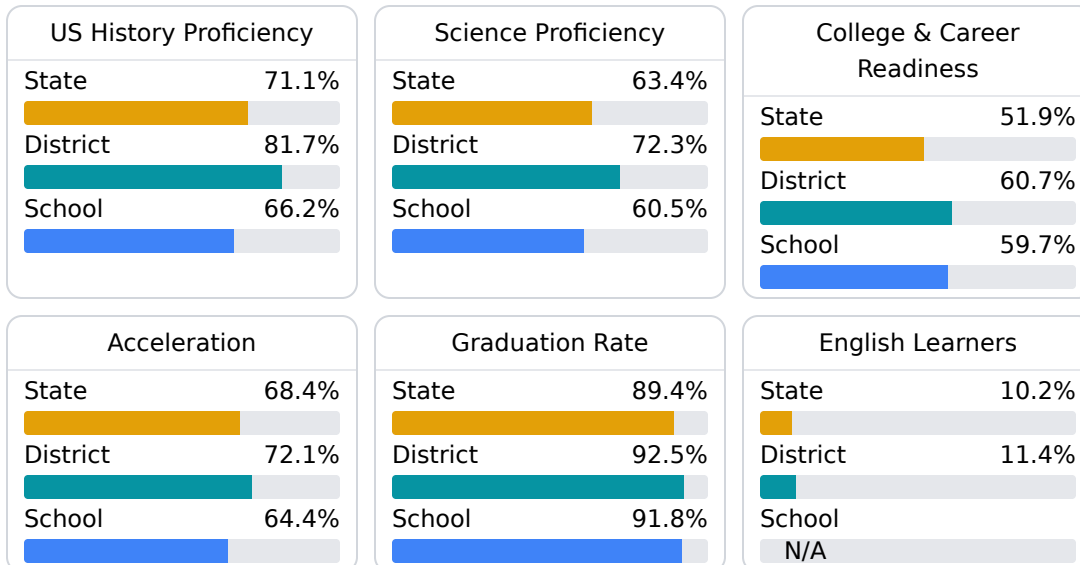 US History Proficiency
State 71.1%
District 81.7%
School 66.2%
Science Proficiency
State 63.4%
District 72.3%
School 60.5%
College & Career
Readiness
State 51.9%
District 60.7%
School 59.7%
Acceleration
State 68.4%
District 72.1%
School 64.4%
Graduation Rate
State 89.4%
District 92.5%
School 91.8%
English Learners
State 10.2%
District 11.4%
School
N/A